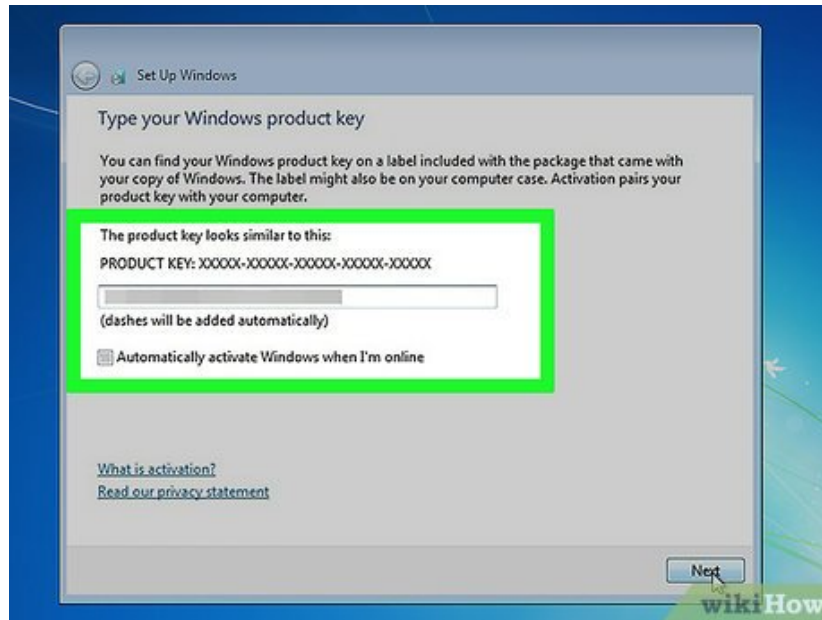 Set Up Windows
Type your Windows product key
You can find your Windows product key on a label included with the package that came with
your copy of Windows. The label might also be on your computer case. Activation pairs your
product key with your computer.
The product key looks similar to this:
PRODUCT KEY: XXXXX-XXXXX-XXXXX-XXXXX-XXXXX
(dashes will be added automatically)
Automatically activate Windows when I'm online
What is activation?
Read our privacy statement
Next
wikiHow